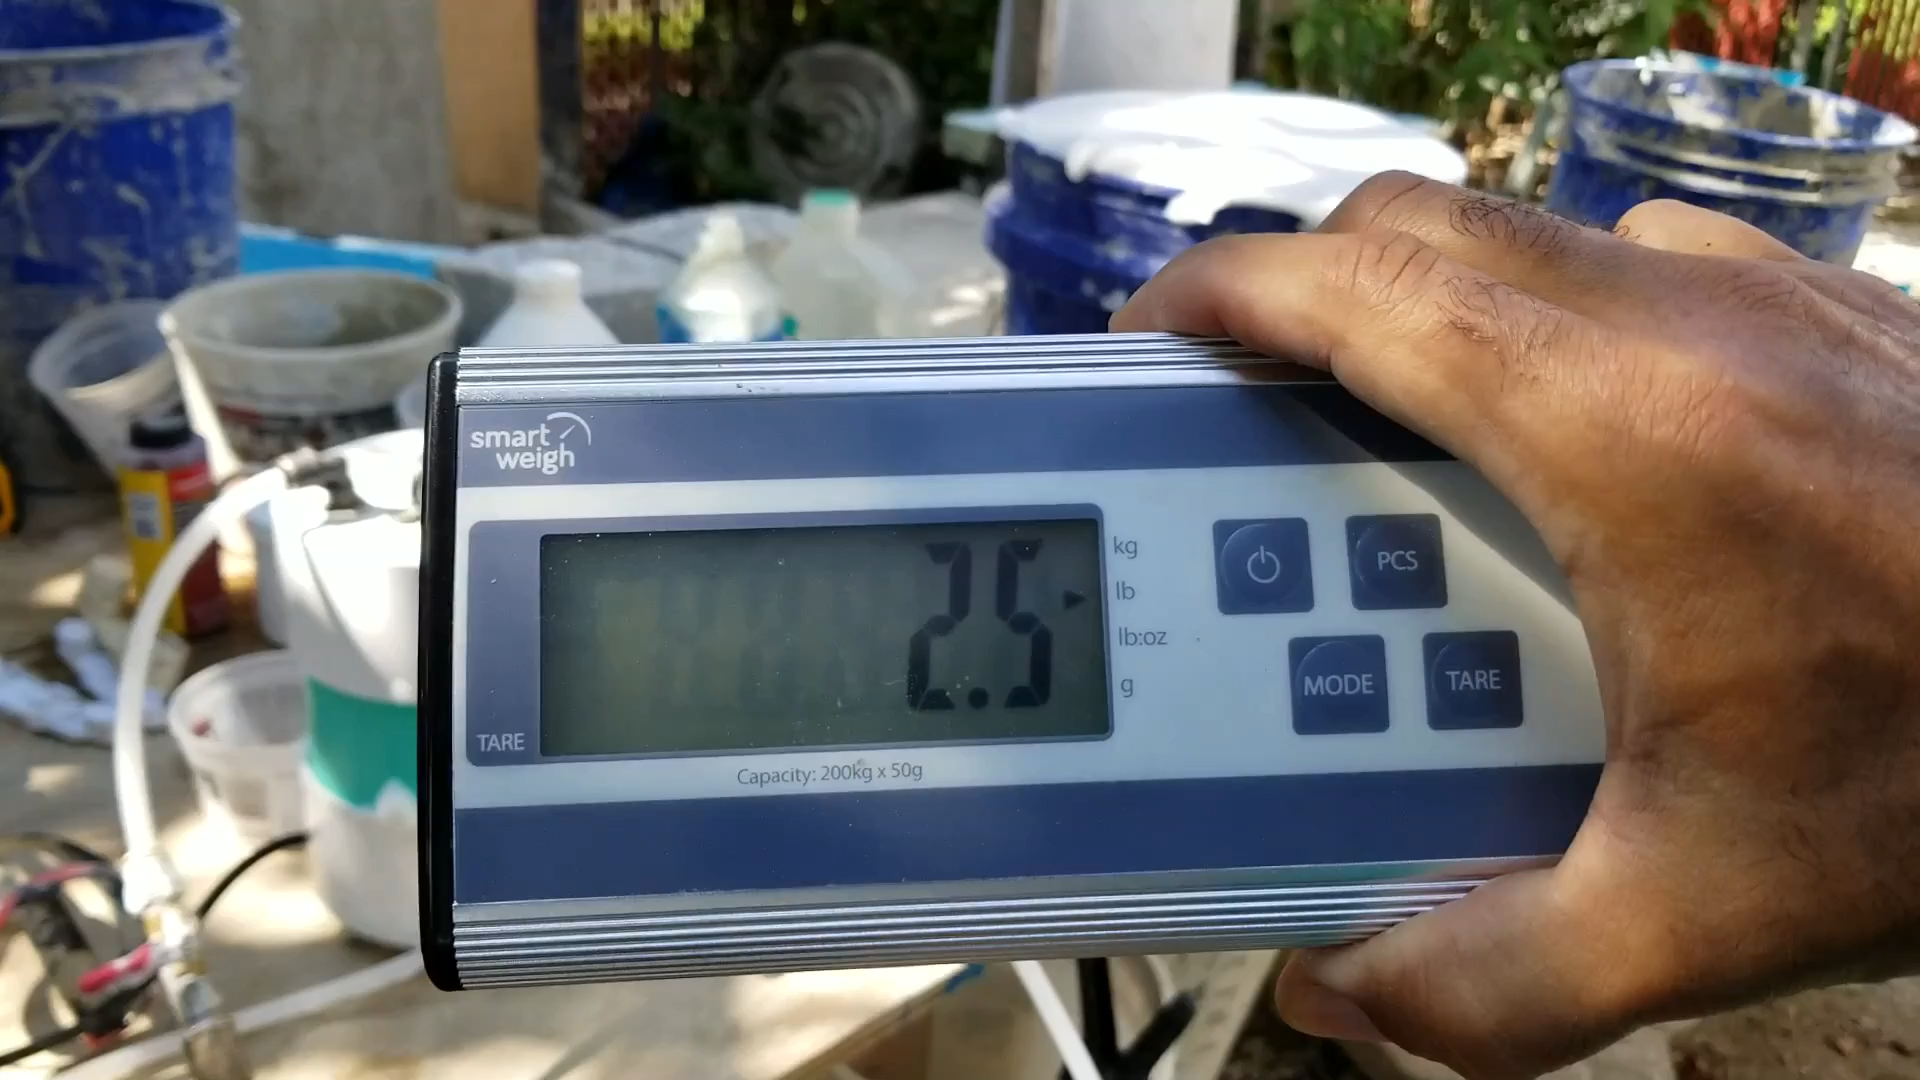 smart
weigh
2.5
kg
lb
lb:oz
g
TARE
Capacity: 200kg x 50g
PCS
MODE
TARE